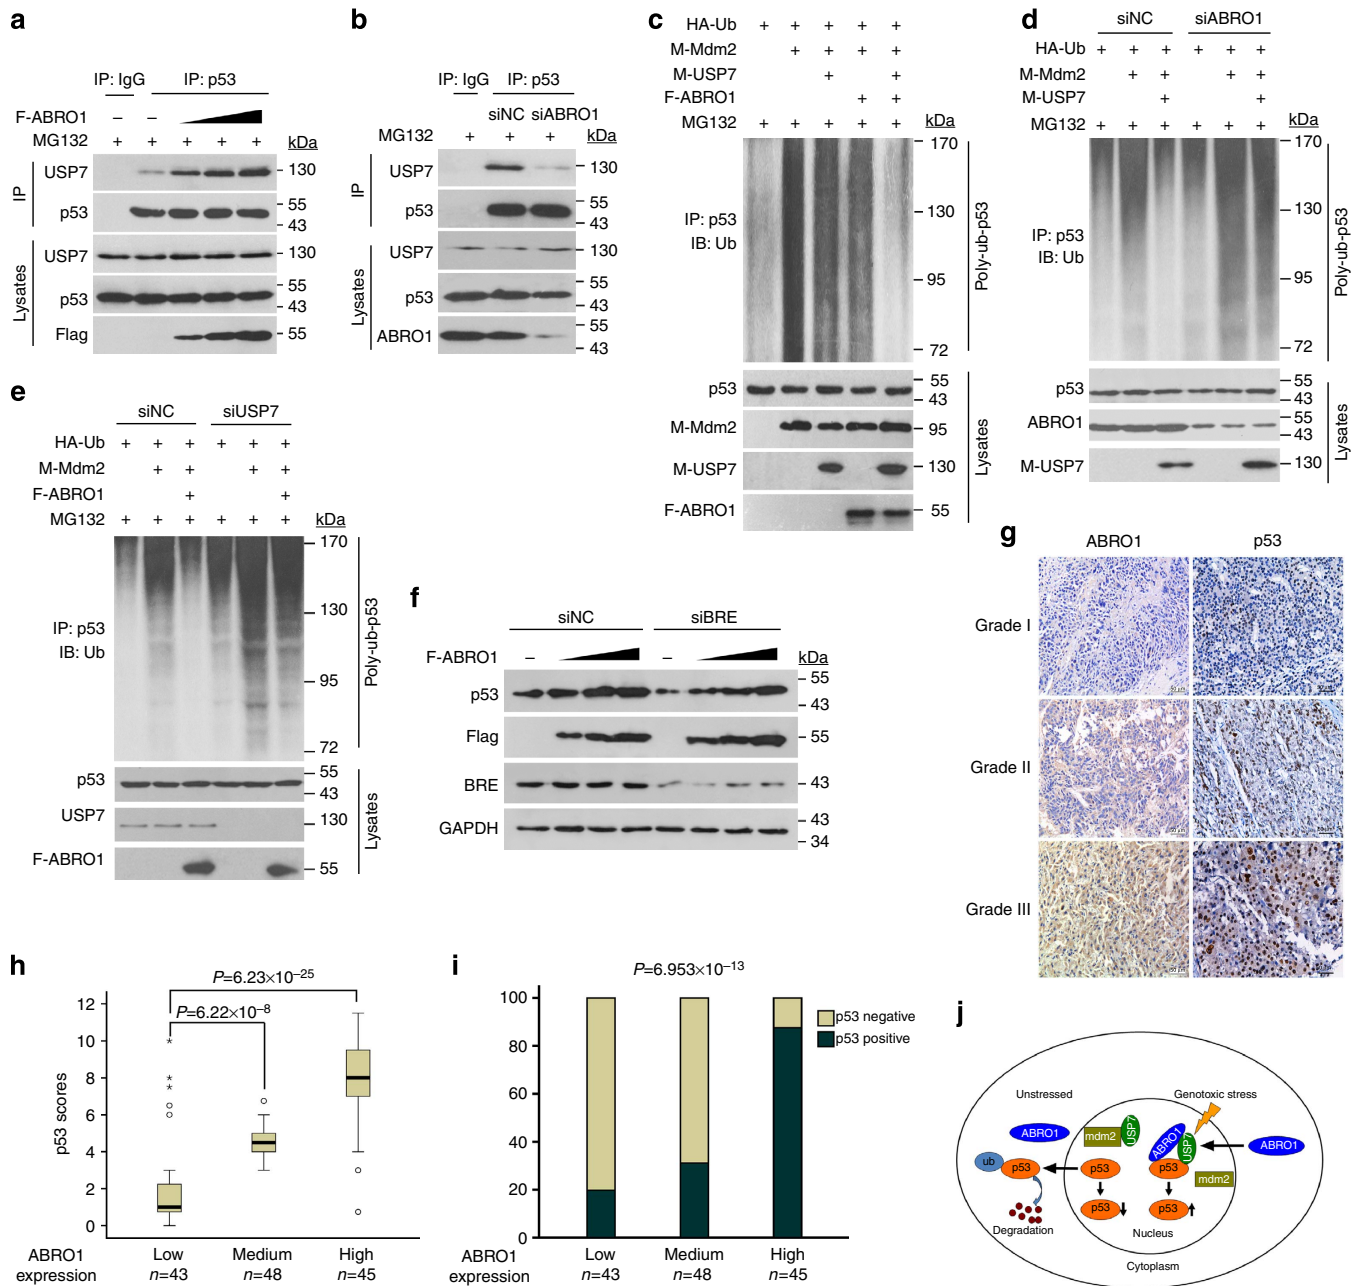 a
IP: IgG IP: p53
F-ABRO1 –
– 
MG132 + + + + + kDa
IP
USP7 130
p53 55
43
Lysates
USP7 130
p53 55
43
Flag 55
b
IP: IgG IP: p53
siNC siABRO1
MG132 + + + kDa
IP
USP7 130
p53 55
43
Lysates
USP7 130
p53 55
43
ABRO1 55
43
c
HA-Ub + + + + +
M-Mdm2 + + + +
M-USP7 + +
F-ABRO1 + +
MG132 + + + + + kDa
170
IP: p53
IB: Ub
130
95
72
Poly-ub-p53
p53 55
43
M-Mdm2 95
M-USP7 130
F-ABRO1 55
Lysates
d
siNC siABRO1
HA-Ub + + + + + +
M-Mdm2 + + + +
M-USP7 + +
MG132 + + + + + + kDa
170
130
IP: p53
IB: Ub
95
72
Poly-ub-p53
p53 55
43
ABRO1 55
43
M-USP7 130
Lysates
e
siNC siUSP7
HA-Ub + + + + + +
M-Mdm2 + + + +
F-ABRO1 + +
MG132 + + + + + + kDa
170
130
IP: p53
IB: Ub
95
72
Poly-ub-p53
p53 55
43
USP7 130
F-ABRO1 55
Lysates
f
siNC siBRE
F-ABRO1 – – kDa
p53 55
43
Flag 55
BRE 43
GAPDH 43
34
g
ABRO1 p53
Grade I
Grade II
Grade III
h
P=6.23×10–25
P=6.22×10–8
p53 scores
12
10
8
6
4
2
0
ABRO1 expression
Low Medium High
n=43 n=48 n=45
i
P=6.953×10–13
100
80
60
40
20
0
p53 negative
p53 positive
ABRO1 expression
Low Medium High
n=43 n=48 n=45
j
Unstressed
Genotoxic stress
ABRO1
mdm2
USP7
ABRO1
USP7
ABRO1
ub
p53
p53
p53
mdm2
p53
p53
Degradation
Nucleus
Cytoplasm